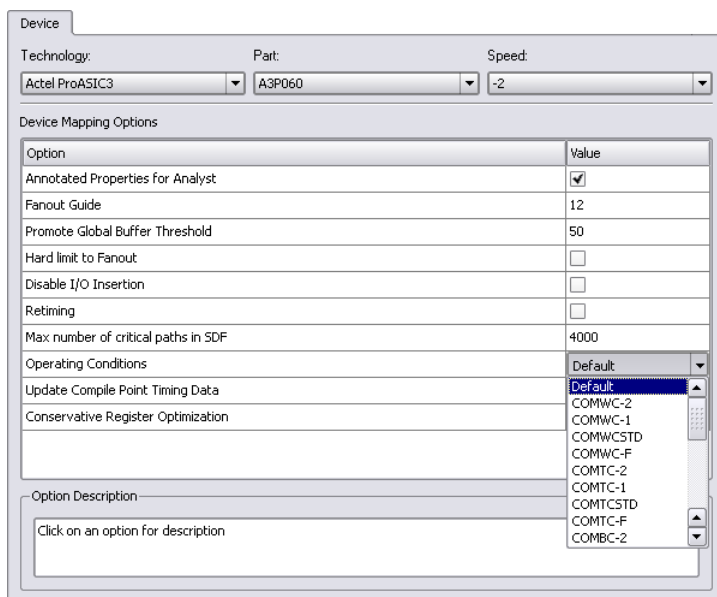 Device
Technology: Part: Speed:
Actel ProASIC3 A3P060 -2
Device Mapping Options
Option Value
Annotated Properties for Analyst
Fanout Guide 12
Promote Global Buffer Threshold 50
Hard limit to Fanout
Disable I/O Insertion
Retiming
Max number of critical paths in SDF 4000
Operating Conditions Default
Update Compile Point Timing Data Default
COMWC-2
Conservative Register Optimization COMWC-1
COMWCSTD
COMWC-F
COMTC-2
COMTC-1
COMTCSTD
COMTC-F
COMBC-2
Option Description
Click on an option for description